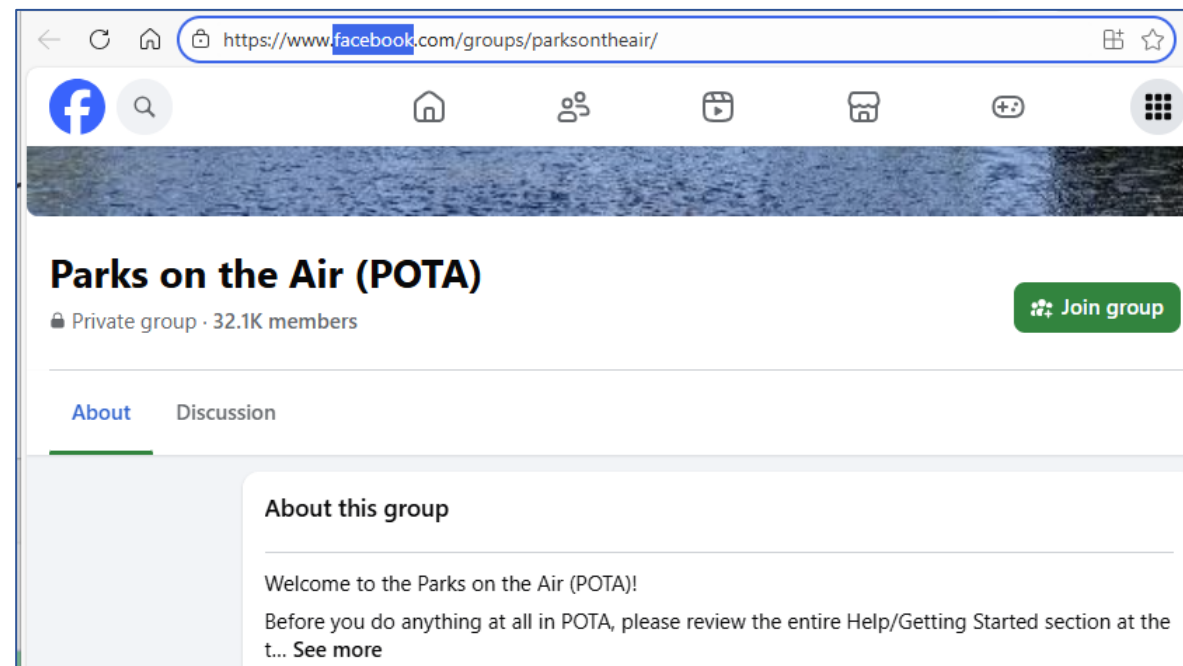 https://www.facebook.com/groups/parksontheair/
Parks on the Air (POTA)
Private group · 32.1K members
Join group
About Discussion
About this group
Welcome to the Parks on the Air (POTA)!
Before you do anything at all in POTA, please review the entire Help/Getting Started section at the
t... See more